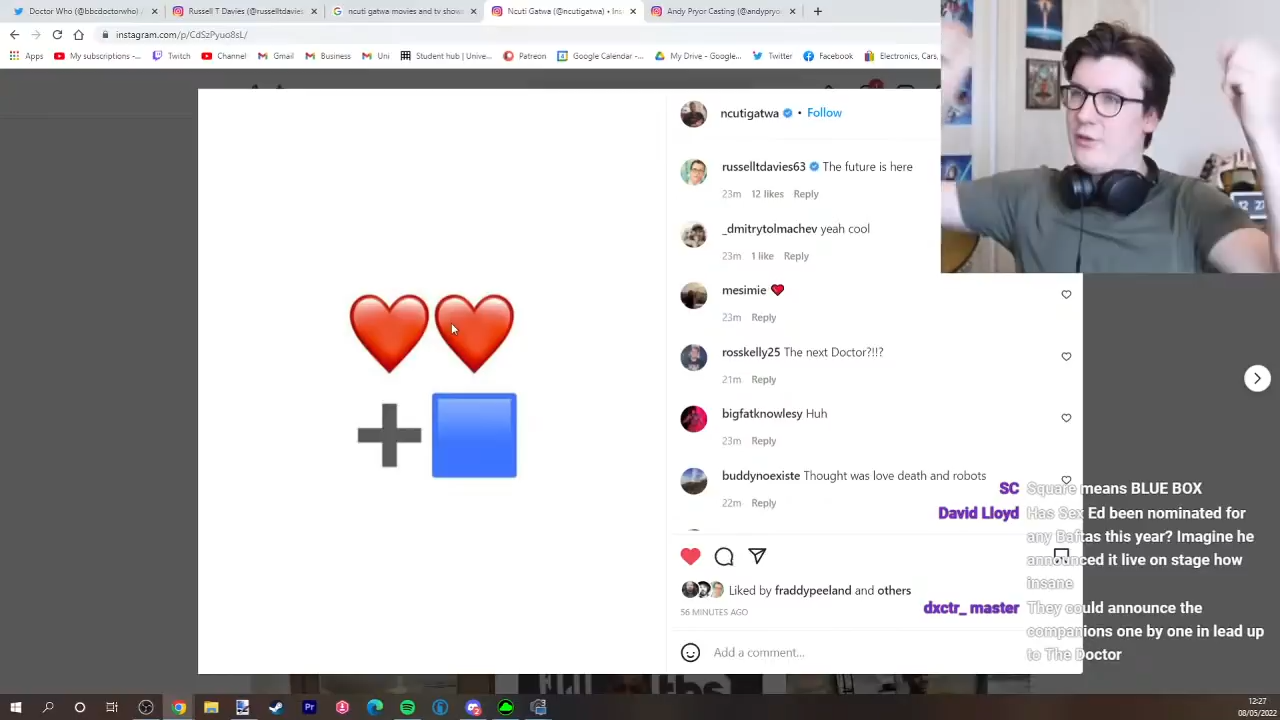 Doctor Who (@bbcdoctorwho) /
Russell T Davies (@russelltdavies
ncuti gatwa movies and tv shows
Ncuti Gatwa (@ncutigatwa) • Ins
Andy Pryor Casting (@andypryo
instagram.com/p/CdSzPyuo8sL/
Apps
My subscriptions -...
Twitch
Channel
Gmail
Business
Uni
Student hub | Unive...
Patreon
Google Calendar -...
My Drive - Google...
Twitter
Facebook
Electronics, Cars,
ncutigatwa • Follow
russelltdavies63 The future is here
23m 12 likes Reply
_dmitrytolmachev yeah cool
23m 1 like Reply
mesimie ❤
23m Reply
rosskelly25 The next Doctor?!!?
21m Reply
bigfatknowlesy Huh
23m Reply
buddynoexiste Thought was love death and robots
22m Reply
Liked by fraddypeeland and others
56 MINUTES AGO
Add a comment...
SC Square means BLUE BOX
David Lloyd Has Sex Ed been nominated for
any Baftas this year? Imagine he
announced it live on stage how
insane
dxctr_ master They could announce the
companions one by one in lead up
to The Doctor
12:27
08/05/2022